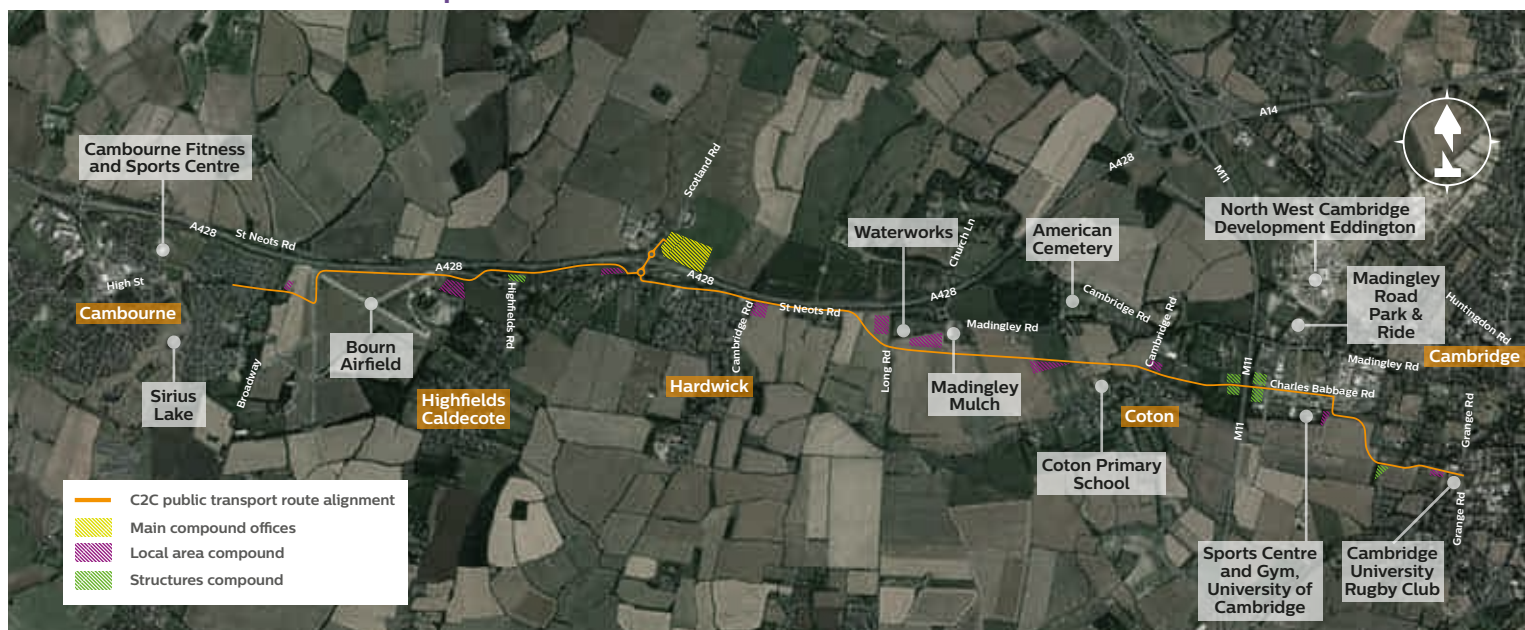 Cambourne Fitness
and Sports Centre
A428
St Neots Rd
High St
Cambourne
Sirius
Lake
Broadway
Bourn
Airfield
A428
Highfields Rd
Highfields
Caldecote
Scotland Rd
A428
Cambridge Rd
Hardwick
St Neots Rd
Waterworks
Church Ln
A428
Long Rd
Madingley Rd
Madingley
Mulch
American
Cemetery
Cambridge Rd
Cambridge Rd
A428
A14
M11
Coton Primary
School
Coton
M11
M11
Charles Babbage Rd
North West Cambridge
Development Eddington
Madingley
Road
Park &
Ride
Huntingdon Rd
Madingley Rd
Cambridge
Grange Rd
Grange Rd
Sports Centre
and Gym,
University of
Cambridge
Cambridge
University
Rugby Club
C2C public transport route alignment
Main compound offices
Local area compound
Structures compound